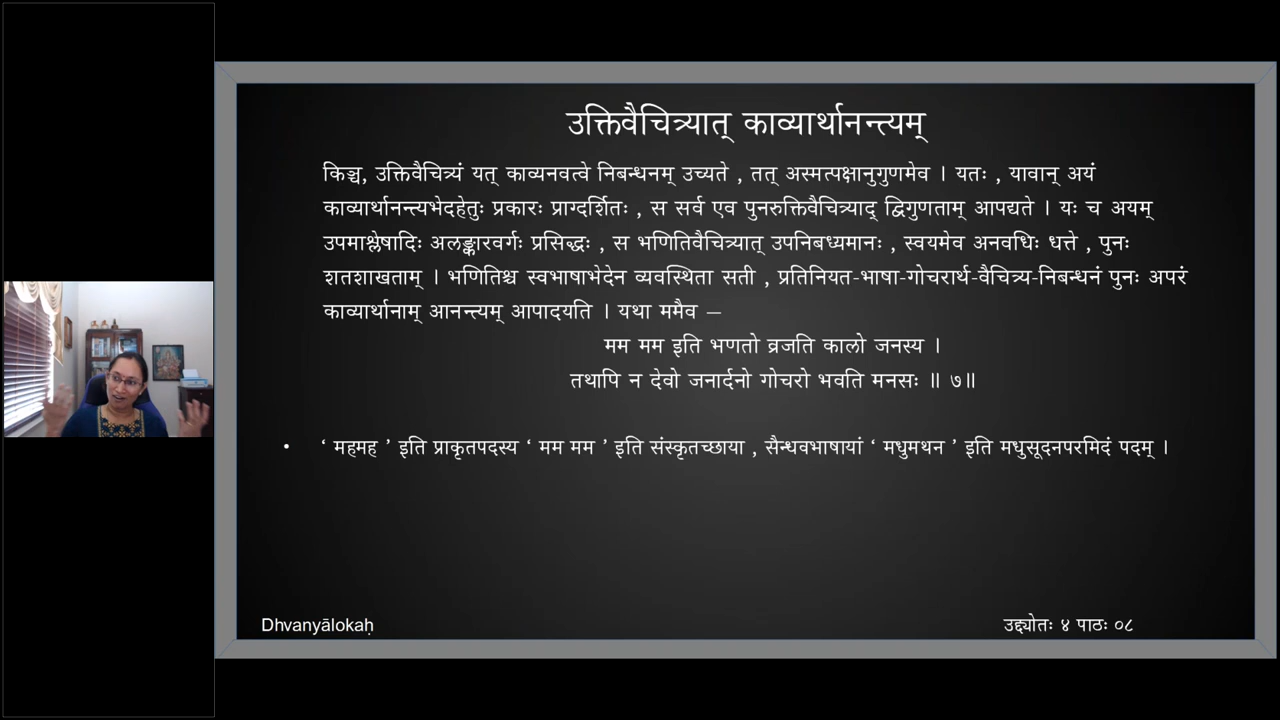 उक्तिवैचित्र्यात् काव्यार्थानन्त्यम्
किञ्च, उक्तिवैचित्र्यं यत् काव्यनवत्वे निबन्धनम् उच्यते , तत् अस्मत्पक्षानुगुणमेव । यतः , यावान् अयं
काव्यार्थानन्त्यभेदहेतुः प्रकारः प्राग्दर्शितः , स सर्व एव पुनरुक्तिवैचित्र्याद् द्विगुणताम् आपद्यते । यः च अयम्
उपमाश्लेषादिः अलङ्कारवर्गः प्रसिद्धः , स भणितिवैचित्र्यात् उपनिबध्यमानः , स्वयमेव अनवधिः धत्ते , पुनः
शतशाखताम् । भणितिश्च स्वभाषाभेदेन व्यवस्थिता सती , प्रतिनियत-भाषा-गोचरार्थ-वैचित्र्य-निबन्धनं पुनः अपरं
काव्यार्थानाम् आनन्त्यम् आपादयति । यथा ममैव –
मम मम इति भणतो व्रजति कालो जनस्य ।
तथापि न देवो जनार्दनो गोचरो भवति मनसः ॥ ७॥
• ‘ महमह ’ इति प्राकृतपदस्य ‘ मम मम ’ इति संस्कृतच्छाया , सैन्धवभाषायां ‘ मधुमथन ’ इति मधुसूदनपरमिदं पदम् ।
Dhvanyālokaḥ
उद्द्योतः ४ पाठः ०८